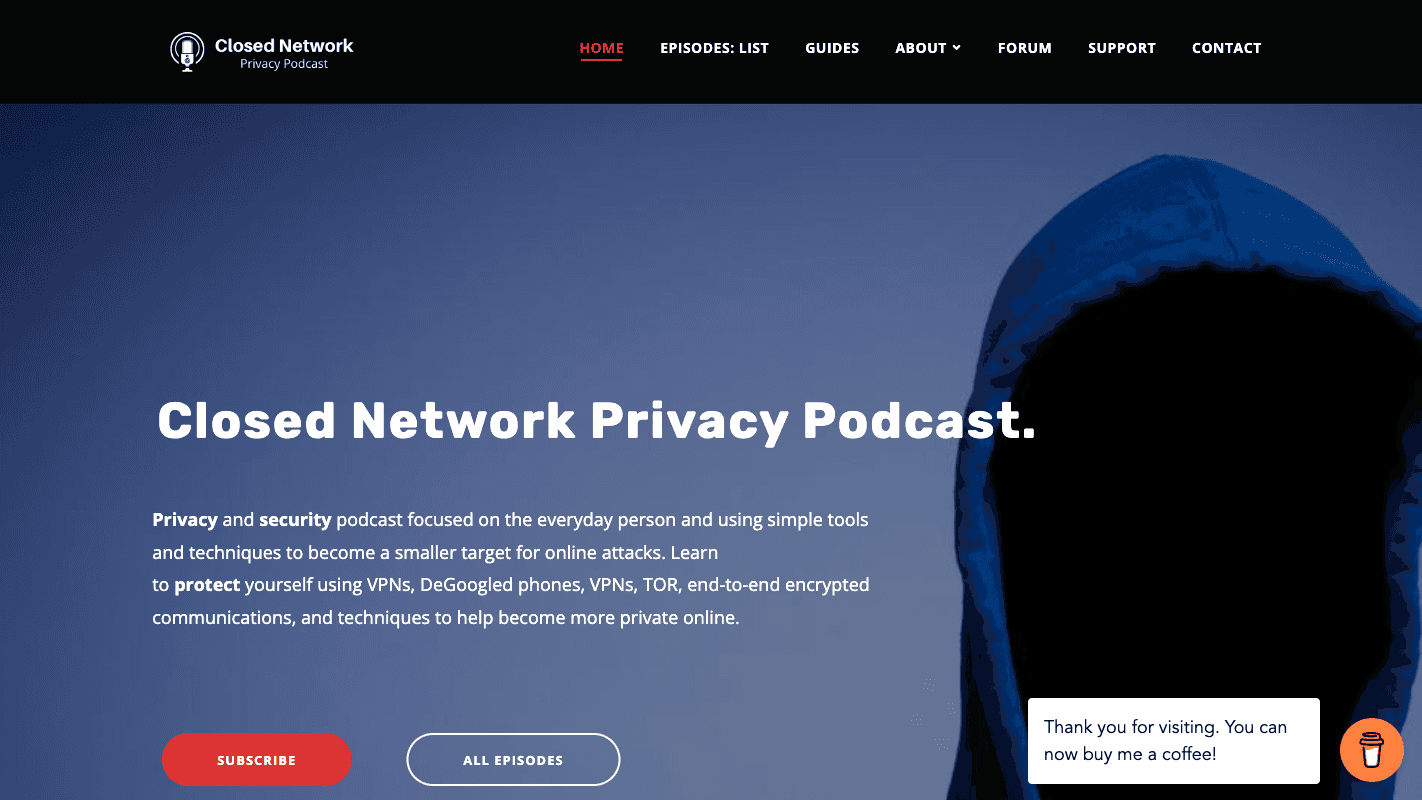 Closed Network
Privacy Podcast
HOME
EPISODES: LIST
GUIDES
ABOUT
FORUM
SUPPORT
CONTACT
Closed Network Privacy Podcast.
Privacy and security podcast focused on the everyday person and using simple tools
and techniques to become a smaller target for online attacks. Learn
to protect yourself using VPNs, DeGoogled phones, VPNs, TOR, end-to-end encrypted
communications, and techniques to help become more private online.
SUBSCRIBE
ALL EPISODES
Thank you for visiting. You can
now buy me a coffee!